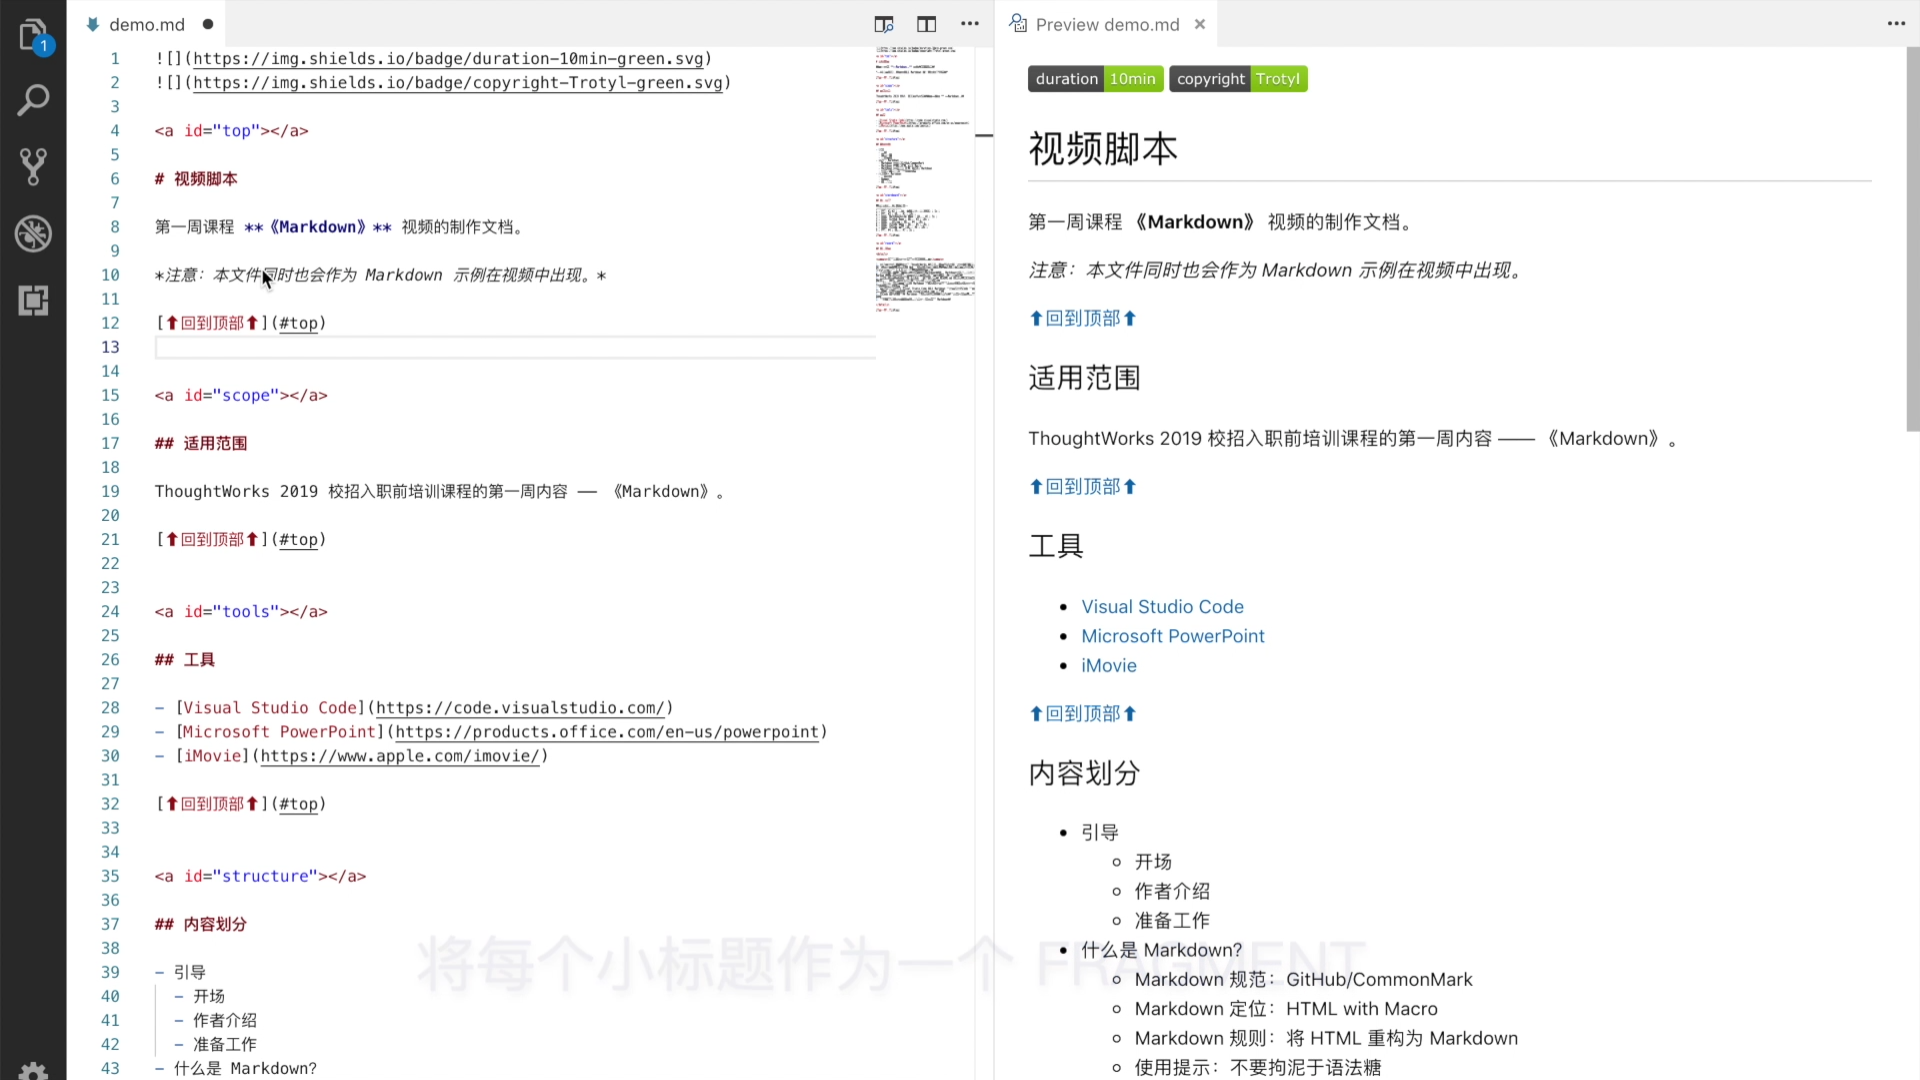 demo.md
Preview demo.md
1
1 ![](https://img.shields.io/badge/duration-10min-green.svg)
2 ![](https://img.shields.io/badge/copyright-Trotyl-green.svg)
3
4 <a id="top"></a>
5
6 # 视频脚本
7
8 第一周课程 **《Markdown》** 视频的制作文档。
9
10 *注意：本文件同时也会作为 Markdown 示例在视频中出现。*
11
12 [⬆回到顶部⬆](#top)
13
14
15 <a id="scope"></a>
16
17 ## 适用范围
18
19 ThoughtWorks 2019 校招入职前培训课程的第一周内容 —— 《Markdown》。
20
21 [⬆回到顶部⬆](#top)
22
23
24 <a id="tools"></a>
25
26 ## 工具
27
28 - [Visual Studio Code](https://code.visualstudio.com/)
29 - [Microsoft PowerPoint](https://products.office.com/en-us/powerpoint)
30 - [iMovie](https://www.apple.com/imovie/)
31
32 [⬆回到顶部⬆](#top)
33
34
35 <a id="structure"></a>
36
37 ## 内容划分
38
39 - 引导
40 - 开场
41 - 作者介绍
42 - 准备工作
43 - 什么是 Markdown?
duration 10min copyright Trotyl
视频脚本
第一周课程 《Markdown》 视频的制作文档。
注意：本文件同时也会作为 Markdown 示例在视频中出现。
⬆回到顶部⬆
适用范围
ThoughtWorks 2019 校招入职前培训课程的第一周内容 —— 《Markdown》。
⬆回到顶部⬆
工具
Visual Studio Code
Microsoft PowerPoint
iMovie
⬆回到顶部⬆
内容划分
引导
开场
作者介绍
准备工作
什么是 Markdown?
Markdown 规范：GitHub/CommonMark
Markdown 定位：HTML with Macro
Markdown 规则：将 HTML 重构为 Markdown
使用提示：不要拘泥于语法糖
将每个小标题作为一个 FRAGMENT